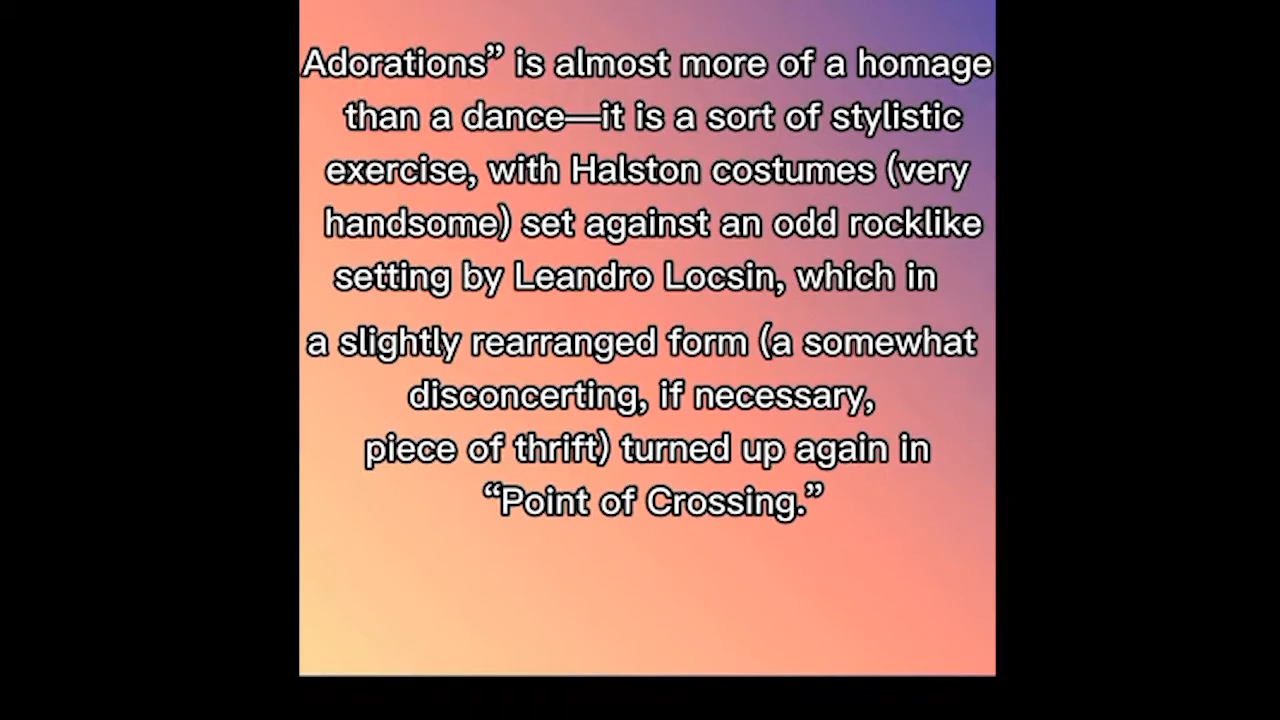 Adorations” is almost more of a homage
than a dance—it is a sort of stylistic
exercise, with Halston costumes (very
handsome) set against an odd rocklike
setting by Leandro Locsin, which in
a slightly rearranged form (a somewhat
disconcerting, if necessary,
piece of thrift) turned up again in
“Point of Crossing.”